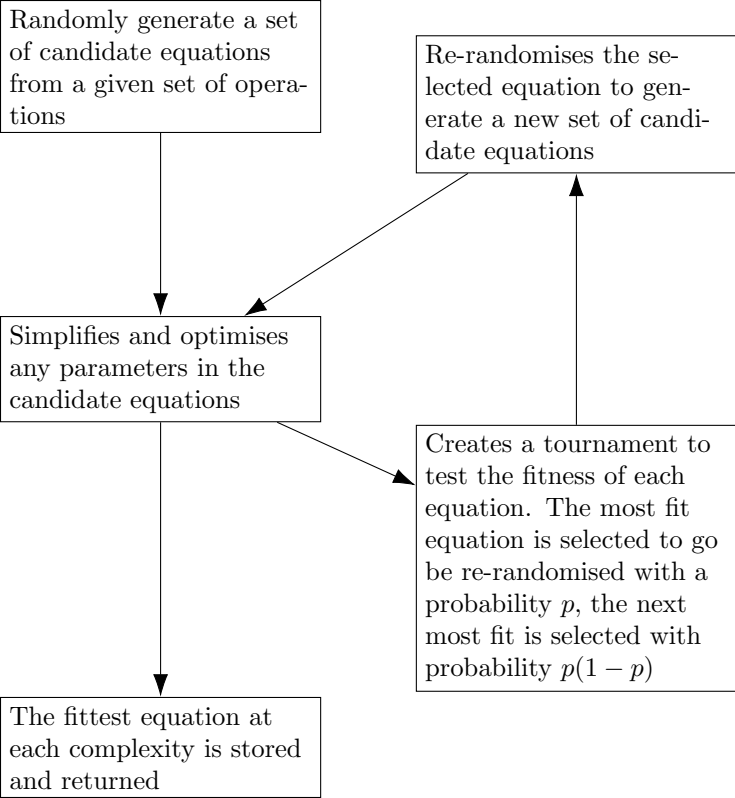 Randomly generate a set
of candidate equations
from a given set of opera-
tions
Re-randomises the se-
lected equation to gen-
erate a new set of candi-
date equations
Simplifies and optimises
any parameters in the
candidate equations
Creates a tournament to
test the fitness of each
equation. The most fit
equation is selected to go
be re-randomised with a
probability p, the next
most fit is selected with
probability p(1 − p)
The fittest equation at
each complexity is stored
and returned